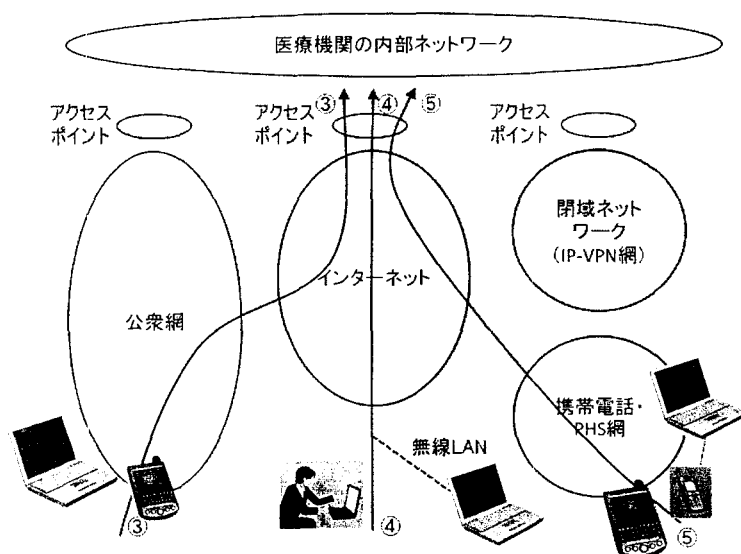 医療機関の内部ネットワーク
③
④
⑤
アクセス
ポイント
アクセス
ポイント
アクセス
ポイント
閉域ネット
ワーク
（IP-VPN網）
インターネット
公衆網
携帯電話・
PHS網
無線LAN
③
④
⑤